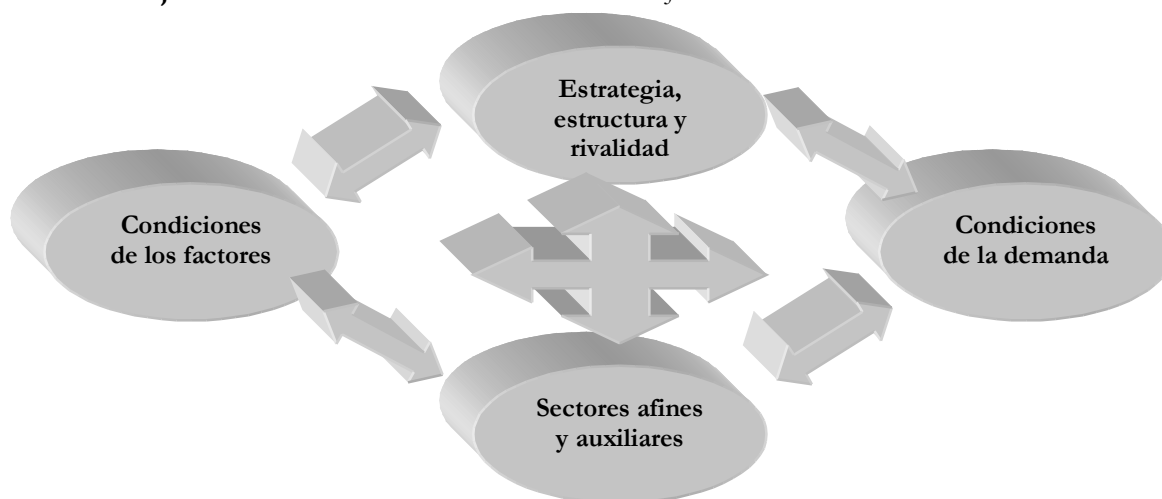 Estrategia,
estructura y
rivalidad
Condiciones
de los factores
Condiciones
de la demanda
Sectores afines
y auxiliares